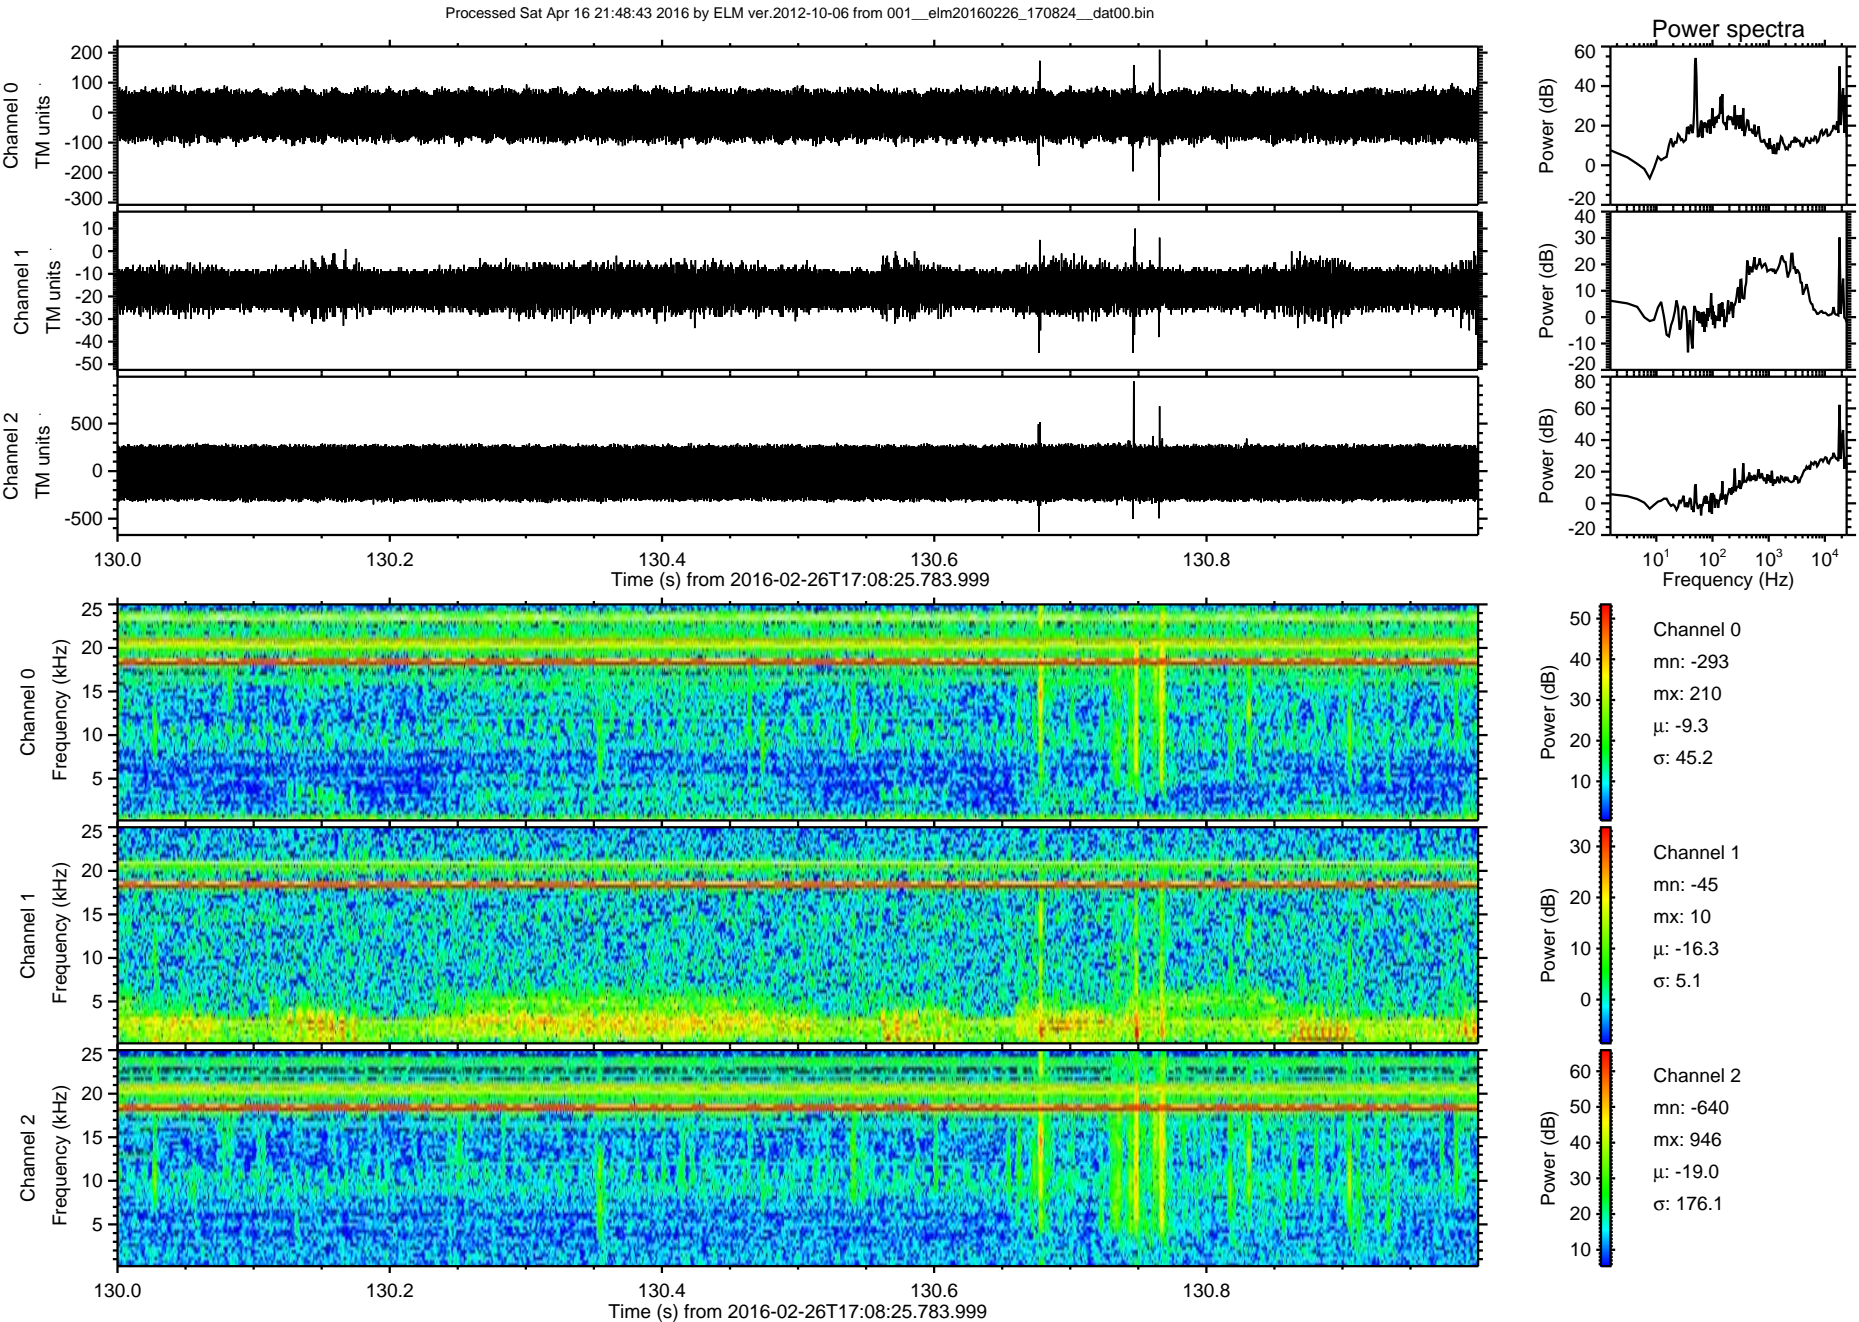 Processed Sat Apr 16 21:48:43 2016 by ELM ver.2012-10-06 from 001__elm20160226_170824__dat00.bin
Power spectra
Channel 0
TM units
200
100
0
-100
-200
-300
Power (dB)
60
40
20
0
-20
Channel 1
TM units
10
0
-10
-20
-30
-40
-50
Power (dB)
40
30
20
10
0
-10
-20
Channel 2
TM units
500
0
-500
Power (dB)
80
60
40
20
0
-20
130.0 130.2 130.4 130.6 130.8
Time (s) from 2016-02-26T17:08:25.783.999
10¹ 10² 10³ 10⁴
Frequency (Hz)
Channel 0
Frequency (kHz)
25
20
15
10
5
Power (dB)
50
40
30
20
10
Channel 0
mn: -293
mx: 210
μ: -9.3
σ: 45.2
Channel 1
Frequency (kHz)
25
20
15
10
5
Power (dB)
30
20
10
0
Channel 1
mn: -45
mx: 10
μ: -16.3
σ: 5.1
Channel 2
Frequency (kHz)
25
20
15
10
5
Power (dB)
60
50
40
30
20
10
Channel 2
mn: -640
mx: 946
μ: -19.0
σ: 176.1
130.0 130.2 130.4 130.6 130.8
Time (s) from 2016-02-26T17:08:25.783.999